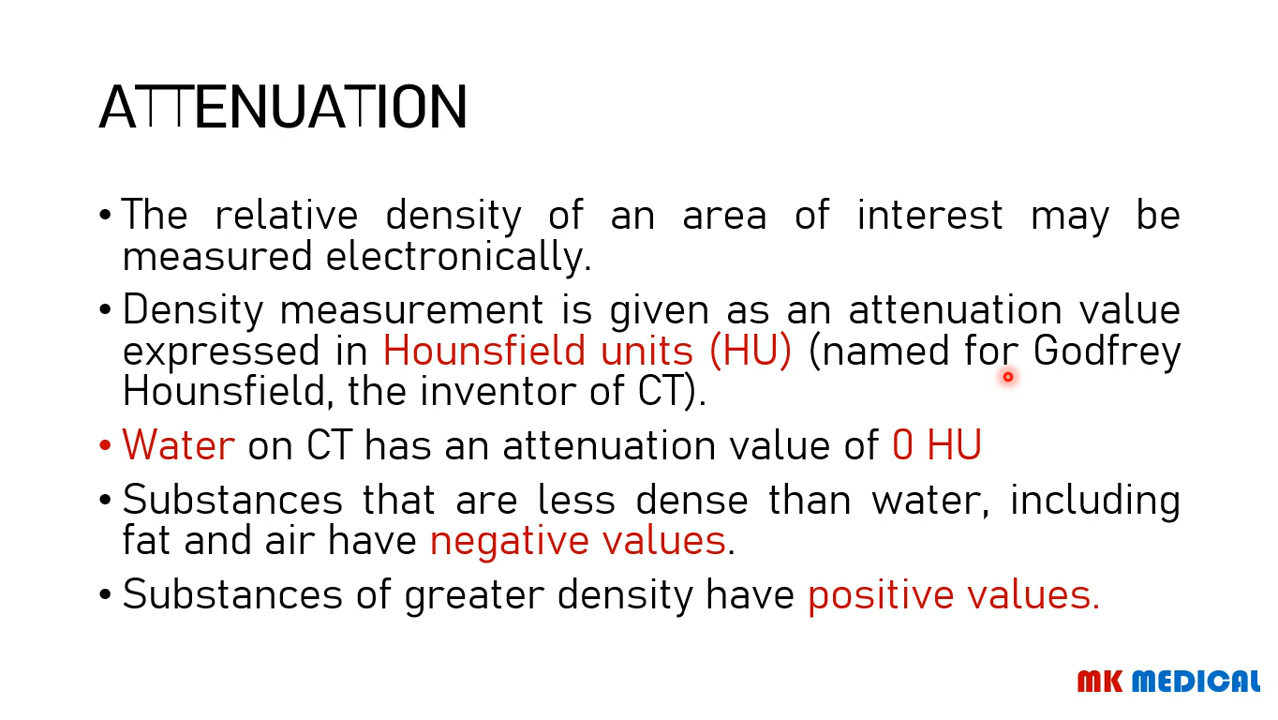 ATTENUATION
• The relative density of an area of interest may be
measured electronically.
• Density measurement is given as an attenuation value
expressed in Hounsfield units (HU) (named for Godfrey
Hounsfield, the inventor of CT).
• Water on CT has an attenuation value of 0 HU
• Substances that are less dense than water, including
fat and air have negative values.
• Substances of greater density have positive values.
MK MEDICAL